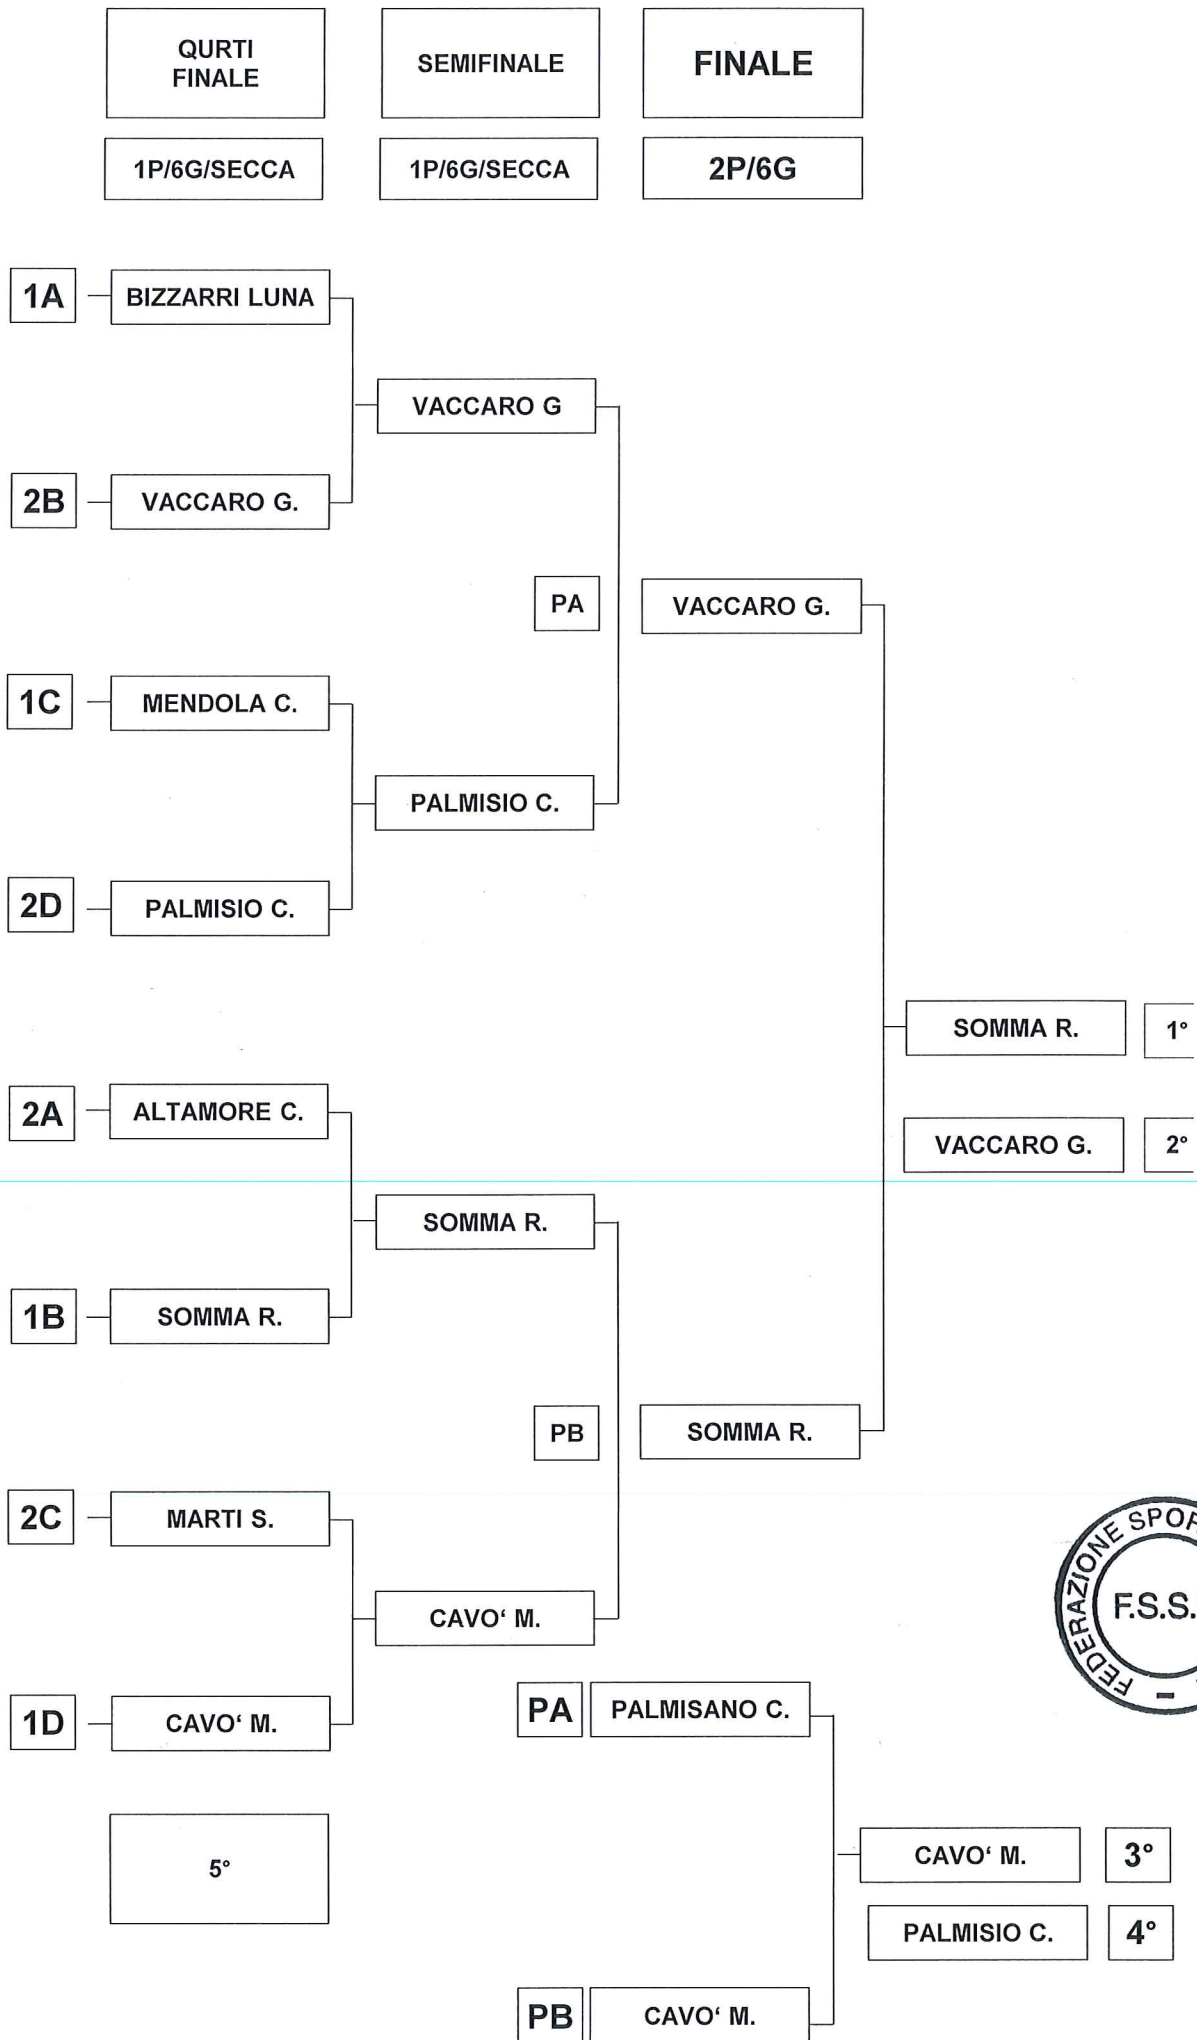 QURTI
FINALE
SEMIFINALE
FINALE
1P/6G/SECCA
1P/6G/SECCA
2P/6G
1A
BIZZARRI LUNA
VACCARO G
2B
VACCARO G.
PA
VACCARO G.
1C
MENDOLA C.
PALMISIO C.
2D
PALMISIO C.
SOMMA R.
1°
2A
ALTAMORE C.
VACCARO G.
2°
SOMMA R.
1B
SOMMA R.
PB
SOMMA R.
2C
MARTI S.
FEDERAZIONE SPOR
F.S.S.
-
CAVO‘ M.
1D
CAVO‘ M.
PA
PALMISANO C.
5°
CAVO‘ M.
3°
PALMISIO C.
4°
PB
CAVO‘ M.